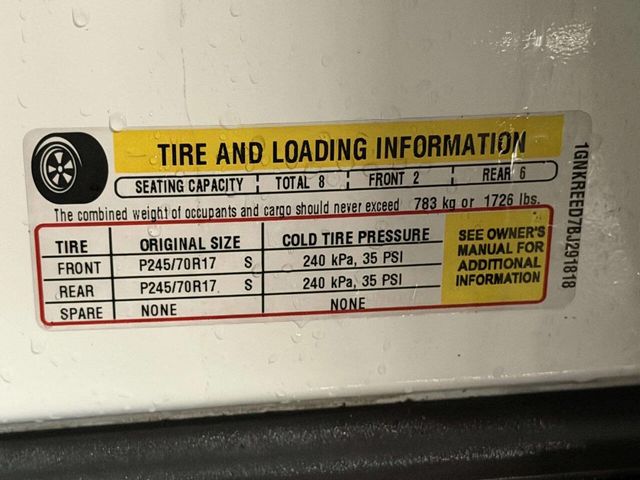 TIRE AND LOADING INFORMATION
SEATING CAPACITY TOTAL 8 FRONT 2 REAR 6
The combined weight of occupants and cargo should never exceed 783 kg or 1726 lbs.
TIRE ORIGINAL SIZE COLD TIRE PRESSURE
FRONT P245/70R17 S 240 kPa, 35 PSI
REAR P245/70R17 S 240 kPa, 35 PSI
SPARE NONE NONE
SEE OWNER'S
MANUAL FOR
ADDITIONAL
INFORMATION
1GNKREED7BJ291818